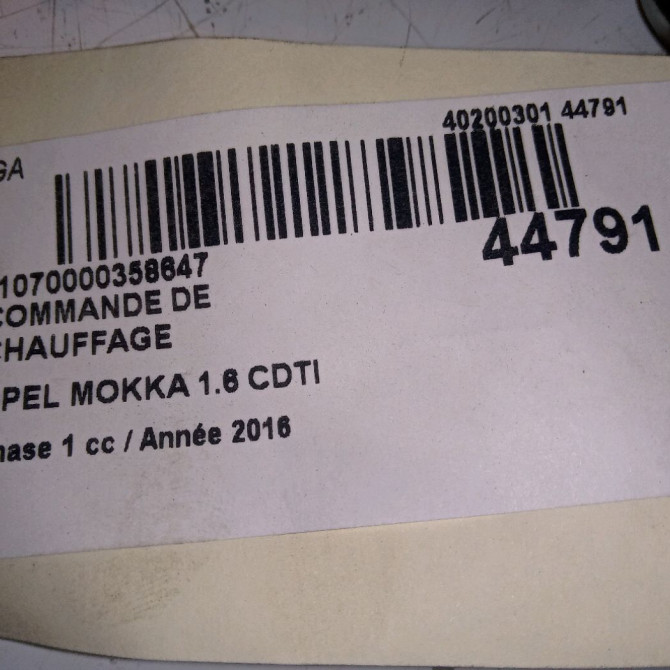 40200301 44791
GA
44791
1070000358647
COMMANDE DE
CHAUFFAGE
PEL MOKKA 1.6 CDTI
hase 1 cc / Année 2016